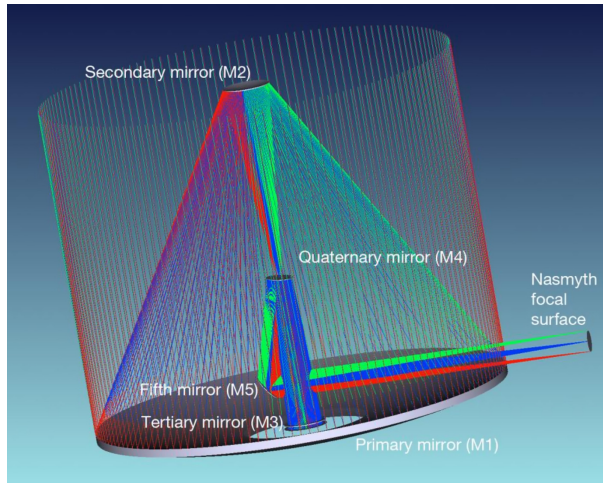 Secondary mirror (M2)
Quaternary mirror (M4)
Nasmyth
focal
surface
Fifth mirror (M5)
Tertiary mirror (M3)
Primary mirror (M1)